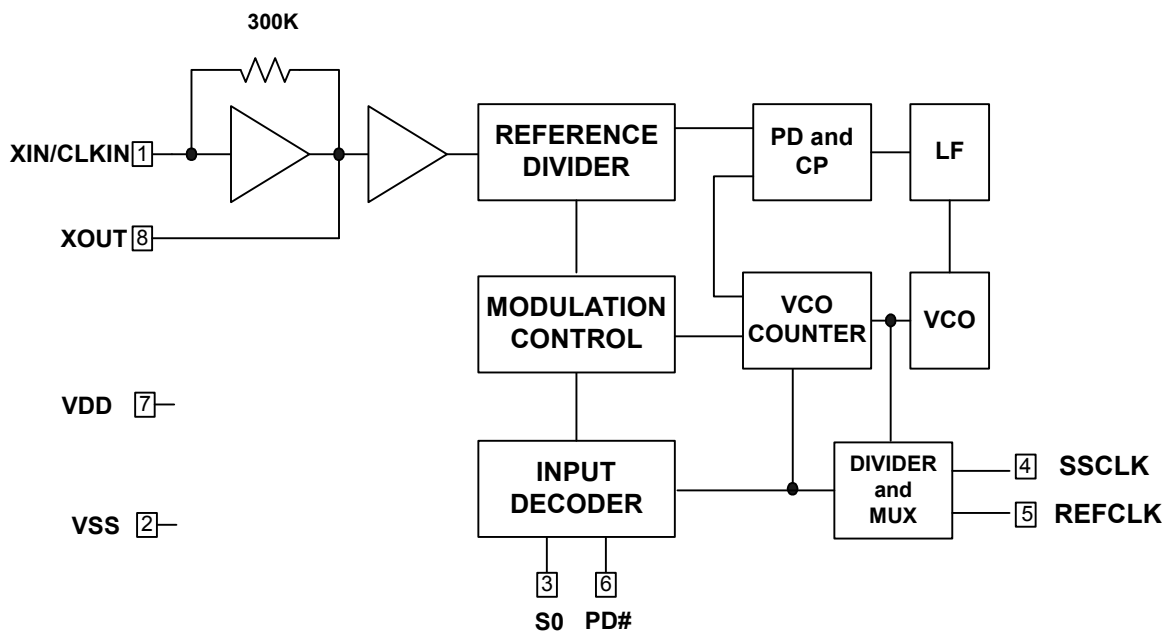 300K
XIN/CLKIN 1
XOUT 8
REFERENCE
DIVIDER
PD and
CP
LF
MODULATION
CONTROL
VCO
COUNTER
VCO
VDD 7
VSS 2
INPUT
DECODER
DIVIDER
and
MUX
4 SSCLK
5 REFCLK
3 6
S0 PD#